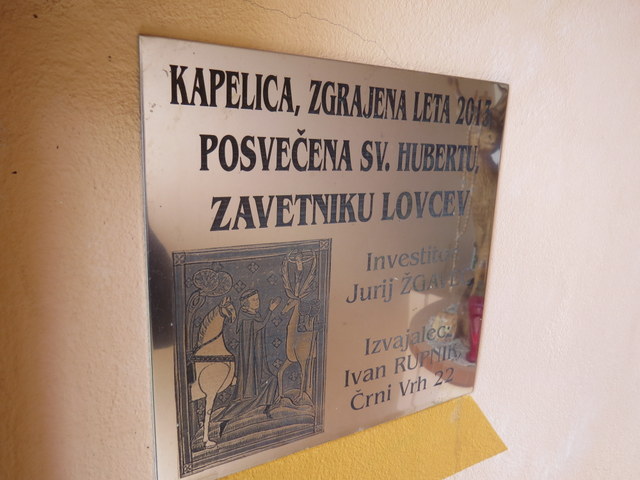 KAPELICA, ZGRAJENA LETA
POSVEČENA SV. HUBERTU,
ZAVETNIKU LOVCEV
Jurij
Izvajalec:
Ivan RUPNIK
Črni Vrh 22